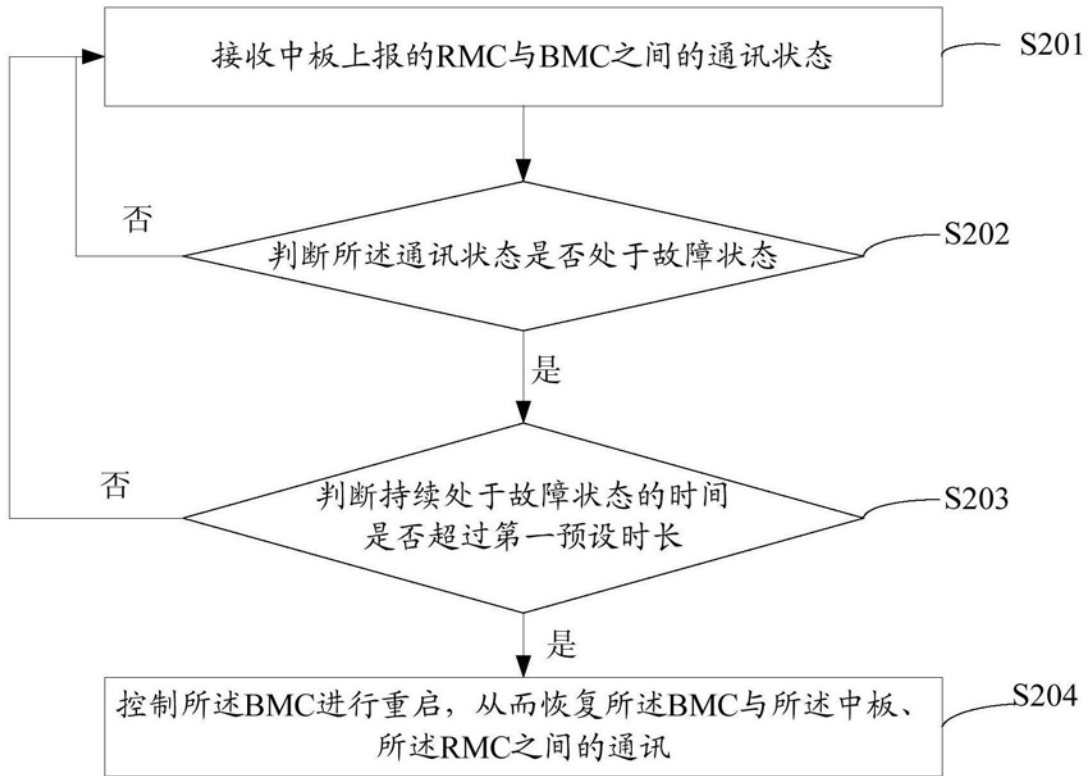 接收中板上报的RMC与BMC之间的通讯状态
S201
否
判断所述通讯状态是否处于故障状态
S202
是
否
判断持续处于故障状态的时间
是否超过第一预设时长
S203
是
控制所述BMC进行重启，从而恢复所述BMC与所述中板、
所述RMC之间的通讯
S204